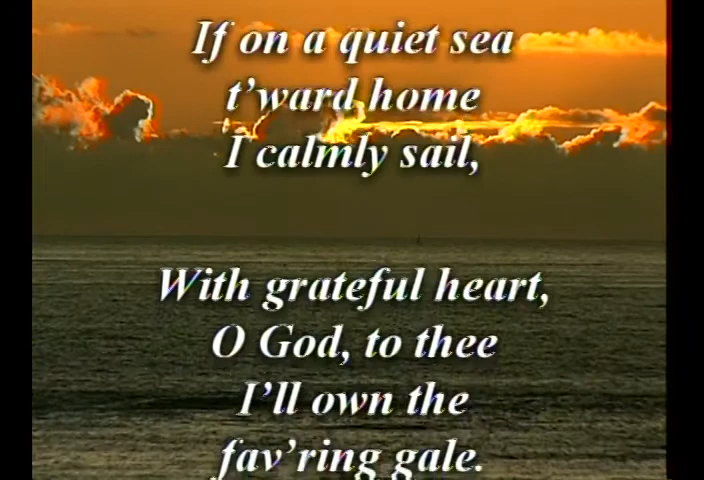 If on a quiet sea
t’ward home
I calmly sail,
With grateful heart,
O God, to thee
I’ll own the
fav’ring gale.